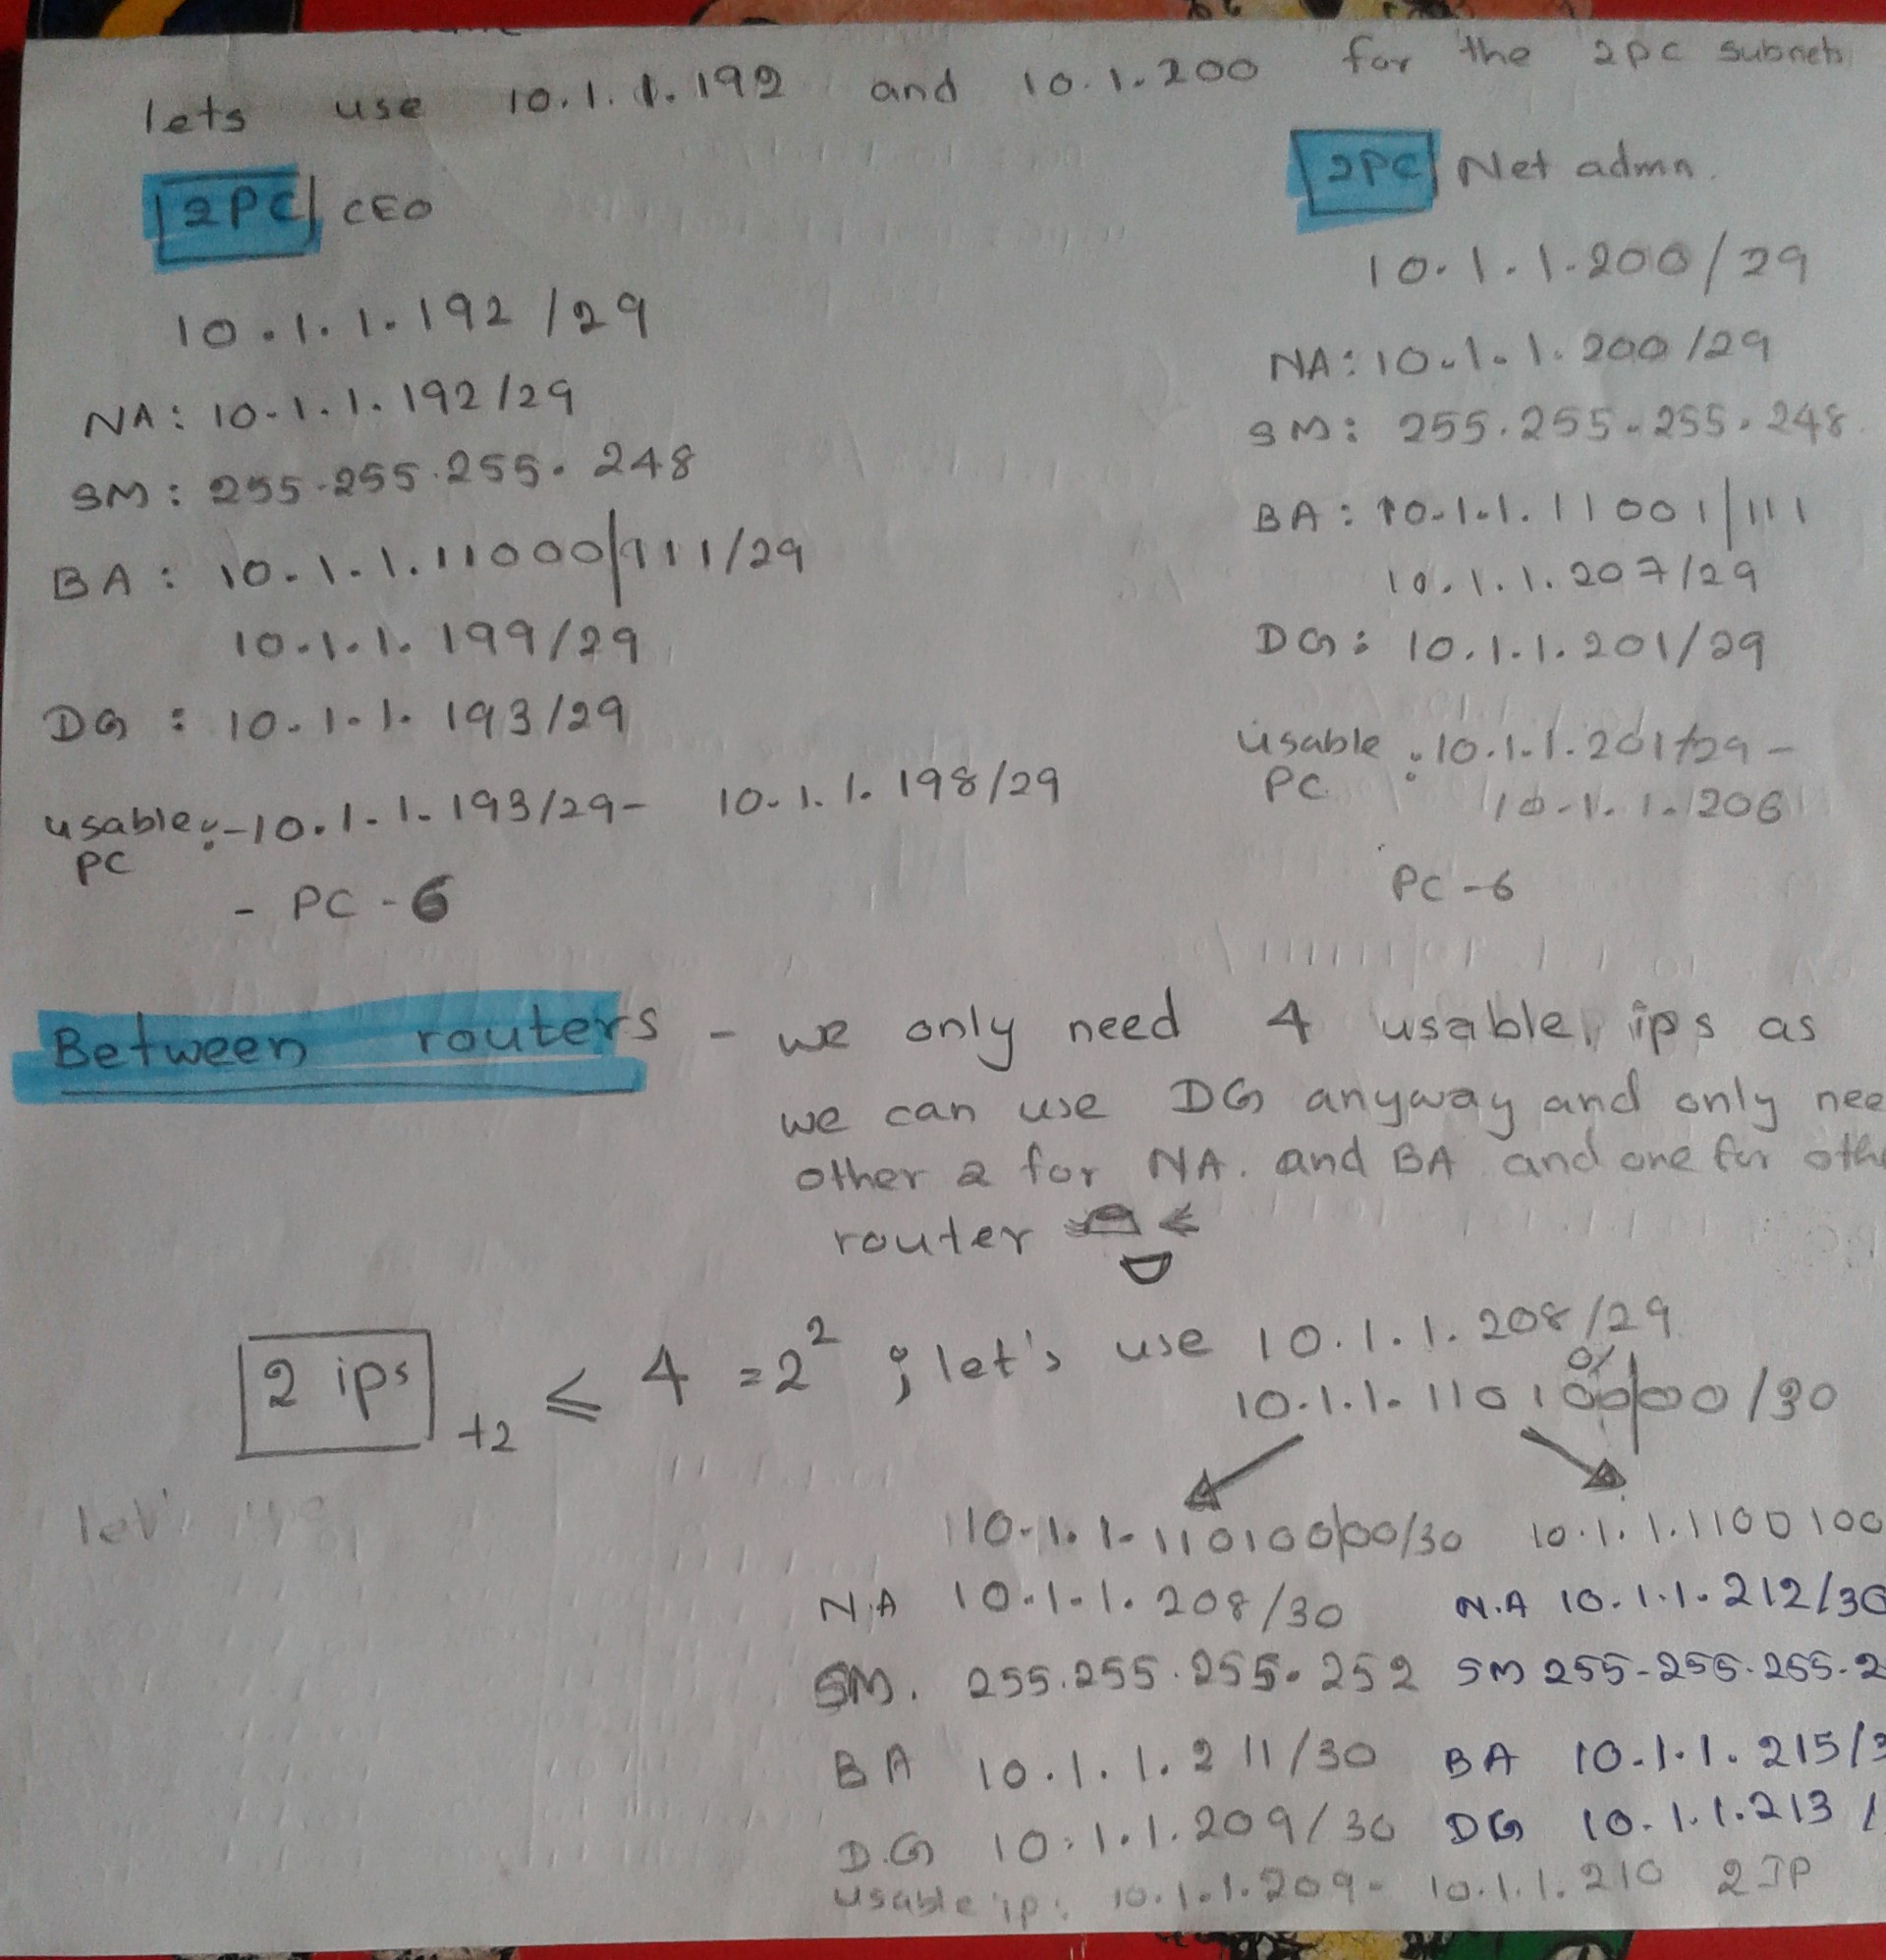 lets use 10.1.1.192 and 10.1.200 for the 2pc subnets
2PC CEO
10.1.1.192/29
NA: 10.1.1.192/29
SM: 255.255.255.248
BA: 10.1.1.11000|111/29
10.1.1.199/29
DG: 10.1.1.193/29
usable :- 10.1.1.193/29 - 10.1.1.198/29
PC
- PC - 6
2PC Net admn.
10.1.1.200/29
NA: 10.1.1.200/29
SM: 255.255.255.248
BA: 10.1.1.11001|111
10.1.1.207/29
DG: 10.1.1.201/29
usable : 10.1.1.201/29 -
PC 10.1.1.206
PC - 6
Between routers - we only need 4 usable ips as
we can use DG anyway and only nee
other 2 for NA. and BA and one for othe
router
2 ips +2 ≤ 4 = 2² ; let's use 10.1.1.208/29
0/1
10.1.1.110100|00/30
10.1.1.110100|00/30
NA 10.1.1.208/30
SM. 255.255.255.252
BA 10.1.1.211/30
D.G 10.1.1.209/30
usable ip: 10.1.1.209 - 10.1.1.210 2 IP
10.1.1.1100100
N.A 10.1.1.212/30
SM 255.255.255.2
BA 10.1.1.215/3
DG 10.1.1.213 /